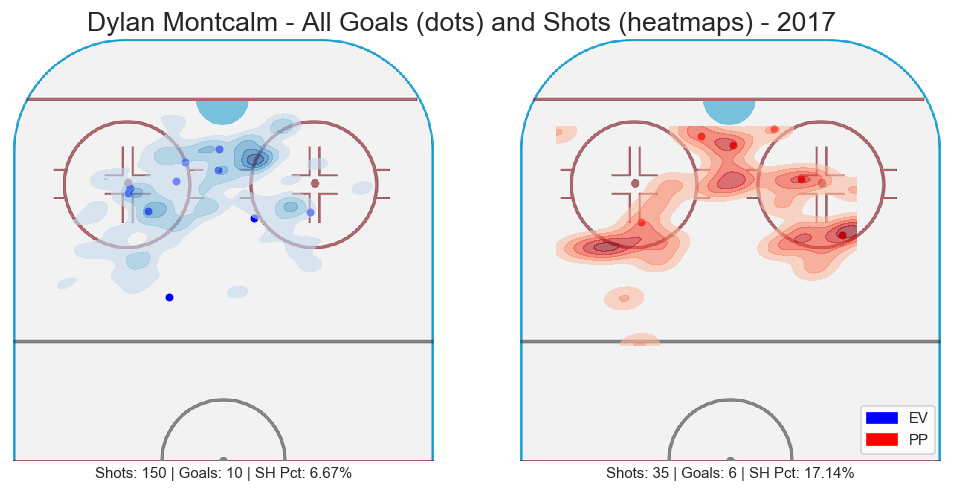 Dylan Montcalm - All Goals (dots) and Shots (heatmaps) - 2017
EV
PP
Shots: 150 | Goals: 10 | SH Pct: 6.67%
Shots: 35 | Goals: 6 | SH Pct: 17.14%